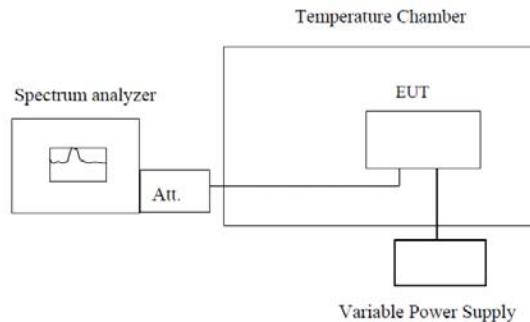 Temperature Chamber
Spectrum analyzer
EUT
Att.
Variable Power Supply